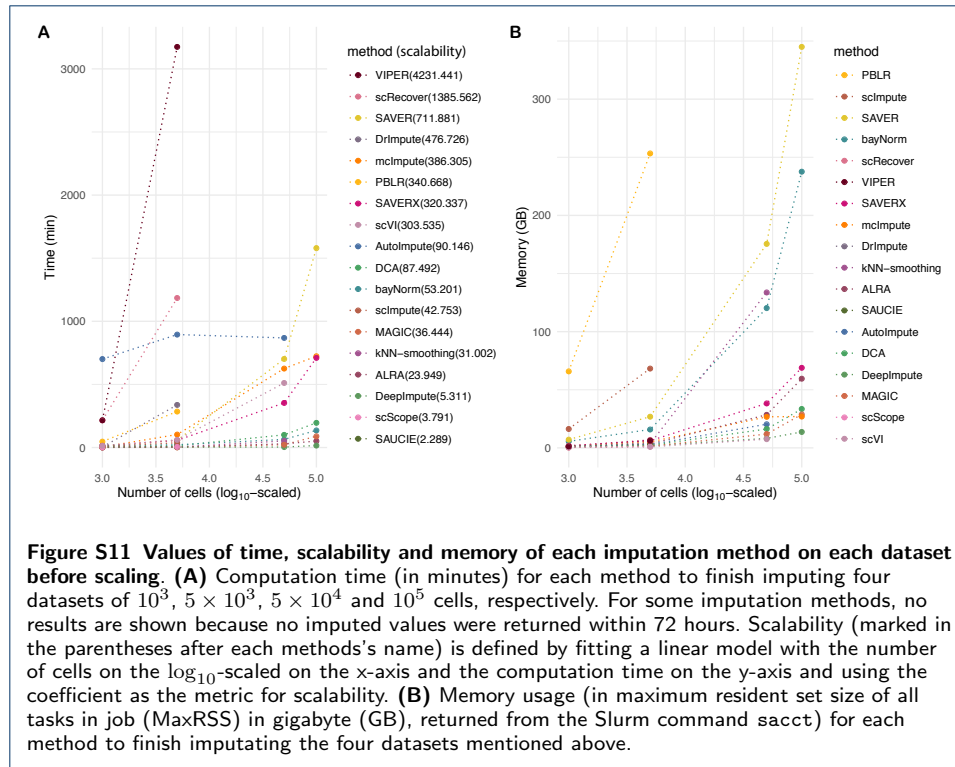 A
3000
2000
1000
0
Time (min)
3.0 3.5 4.0 4.5 5.0
Number of cells (log10−scaled)
method (scalability)
VIPER(4231.441)
scRecover(1385.562)
SAVER(711.881)
DrImpute(476.726)
mcImpute(386.305)
PBLR(340.668)
SAVERX(320.337)
scVI(303.535)
AutoImpute(90.146)
DCA(87.492)
bayNorm(53.201)
scImpute(42.753)
MAGIC(36.444)
kNN−smoothing(31.002)
ALRA(23.949)
DeepImpute(5.311)
scScope(3.791)
SAUCIE(2.289)
B
300
200
100
0
Memory (GB)
3.0 3.5 4.0 4.5 5.0
Number of cells (log10−scaled)
method
PBLR
scImpute
SAVER
bayNorm
scRecover
VIPER
SAVERX
mcImpute
DrImpute
kNN−smoothing
ALRA
SAUCIE
AutoImpute
DCA
DeepImpute
MAGIC
scScope
scVI
Figure S11 Values of time, scalability and memory of each imputation method on each dataset
before scaling. (A) Computation time (in minutes) for each method to finish imputing four
datasets of 10³, 5 × 10³, 5 × 10⁴ and 10⁵ cells, respectively. For some imputation methods, no
results are shown because no imputed values were returned within 72 hours. Scalability (marked in
the parentheses after each methods's name) is defined by fitting a linear model with the number
of cells on the log10-scaled on the x-axis and the computation time on the y-axis and using the
coefficient as the metric for scalability. (B) Memory usage (in maximum resident set size of all
tasks in job (MaxRSS) in gigabyte (GB), returned from the Slurm command sacct) for each
method to finish imputating the four datasets mentioned above.